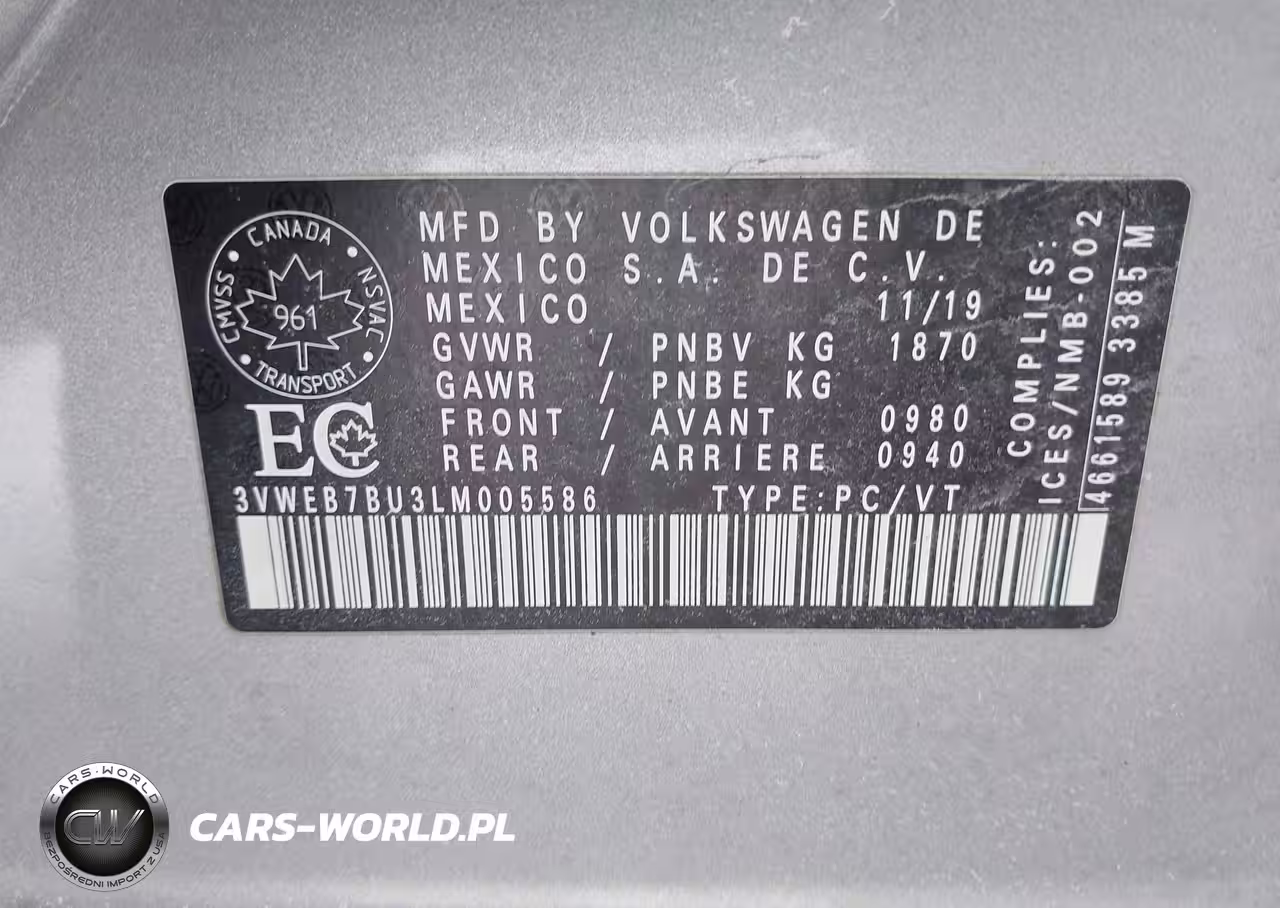 CANADA
CMVSS
NSVAC
961
TRANSPORT
EC
MFD BY VOLKSWAGEN DE
MEXICO S.A. DE C.V.
MEXICO 11/19
GVWR / PNBV KG 1870
GAWR / PNBE KG
FRONT / AVANT 0980
REAR / ARRIERE 0940
3VWEB7BU3LM005586 TYPE:PC/VT
COMPLIES:
ICES/NMB-002
4661589 3385 M
CARS-WORLD
CW
BEZPOŚREDNI IMPORT Z USA
CARS-WORLD.PL